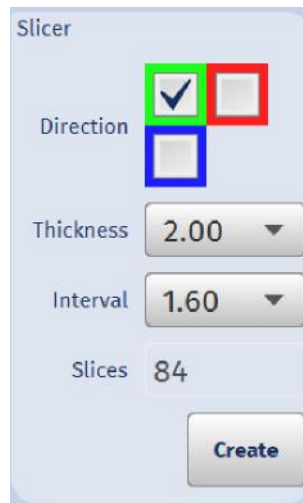 Slicer
Direction
Thickness 2.00
Interval 1.60
Slices 84
Create